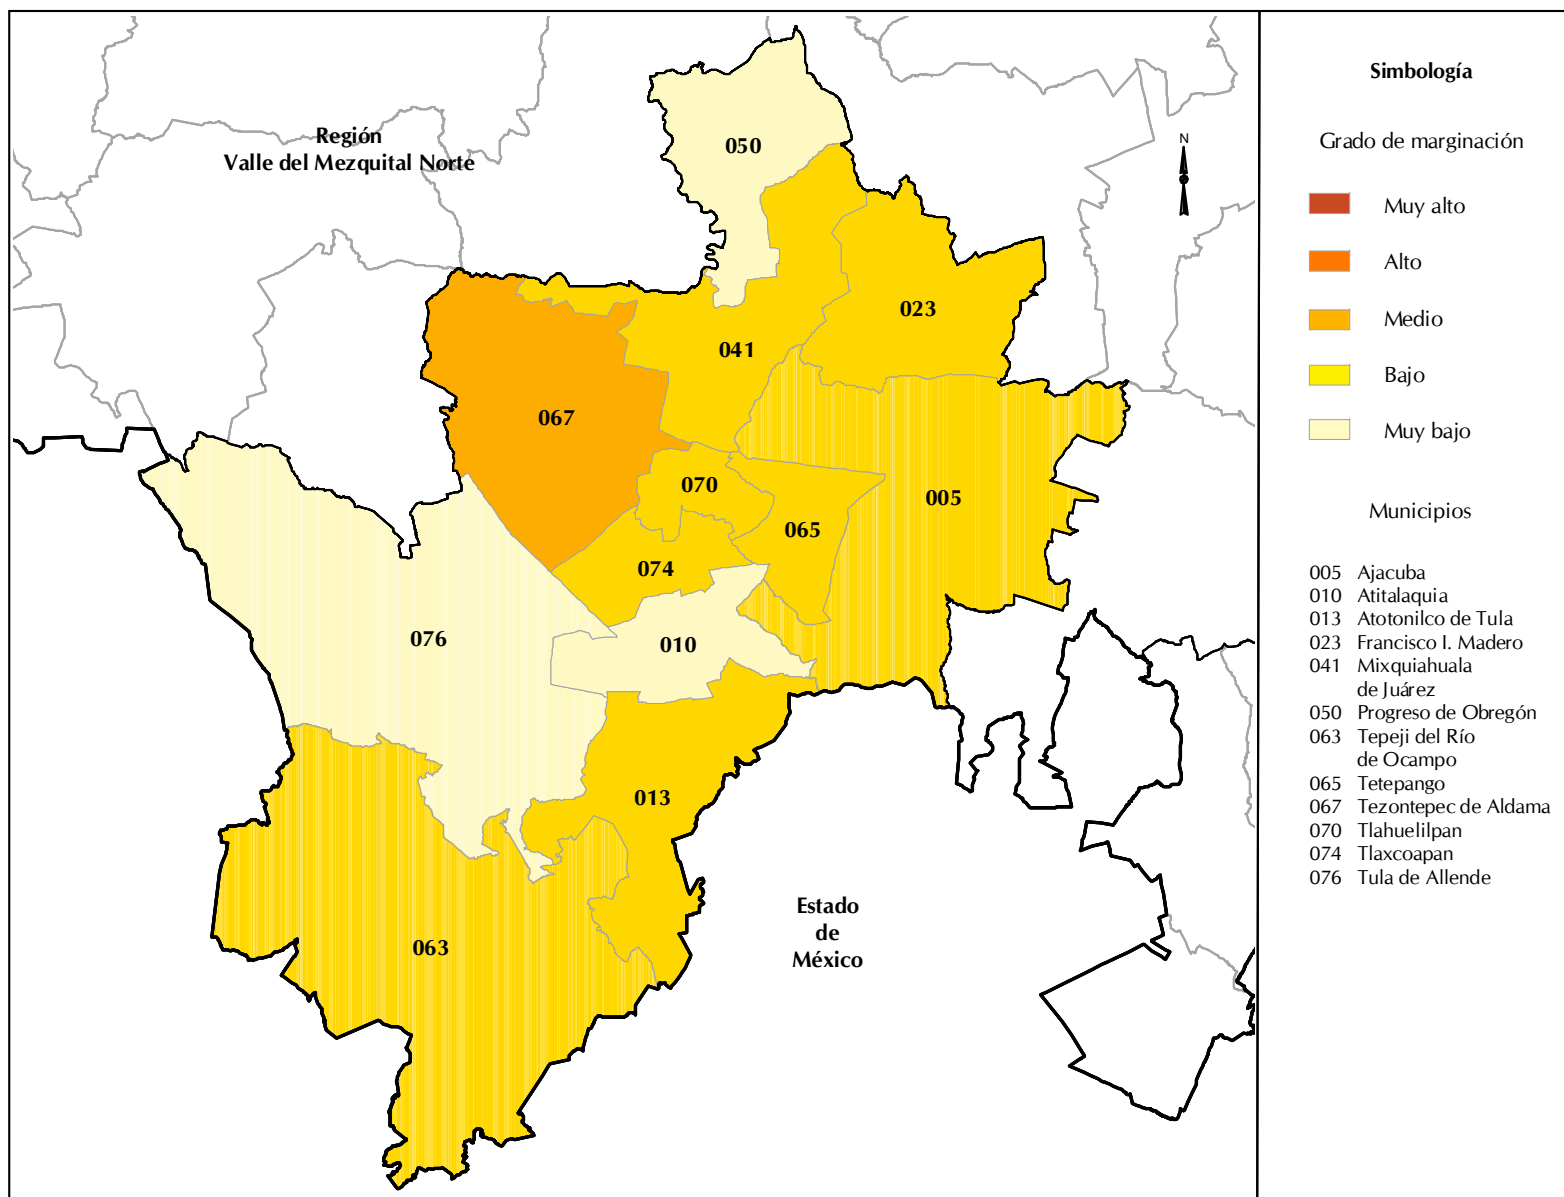 Región
Valle del Mezquital Norte
050
023
041
067
070
005
065
074
076
010
013
063
Estado
de
México
Simbología
Grado de marginación
N
Muy alto
Alto
Medio
Bajo
Muy bajo
Municipios
005 Ajacuba
010 Atitalaquia
013 Atotonilco de Tula
023 Francisco I. Madero
041 Mixquiahuala
de Juárez
050 Progreso de Obregón
063 Tepeji del Río
de Ocampo
065 Tetepango
067 Tezontepec de Aldama
070 Tlahuelilpan
074 Tlaxcoapan
076 Tula de Allende